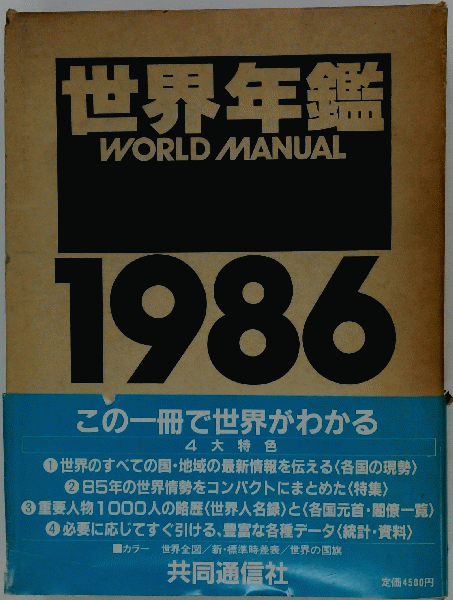 世界年鑑
WORLD MANUAL
1986
この一冊で世界がわかる
4大特色
①世界のすべての国・地域の最新情報を伝える〈各国の現勢〉
②85年の世界情勢をコンパクトにまとめた〈特集〉
③重要人物1000人の略歴〈世界人名録〉と〈各国元首・閣僚一覧〉
④必要に応じてすぐ引ける、豊富な各種データ〈統計・資料〉
■カラー 世界全図/新・標準時差表/世界の国旗
共同通信社
定価4500円